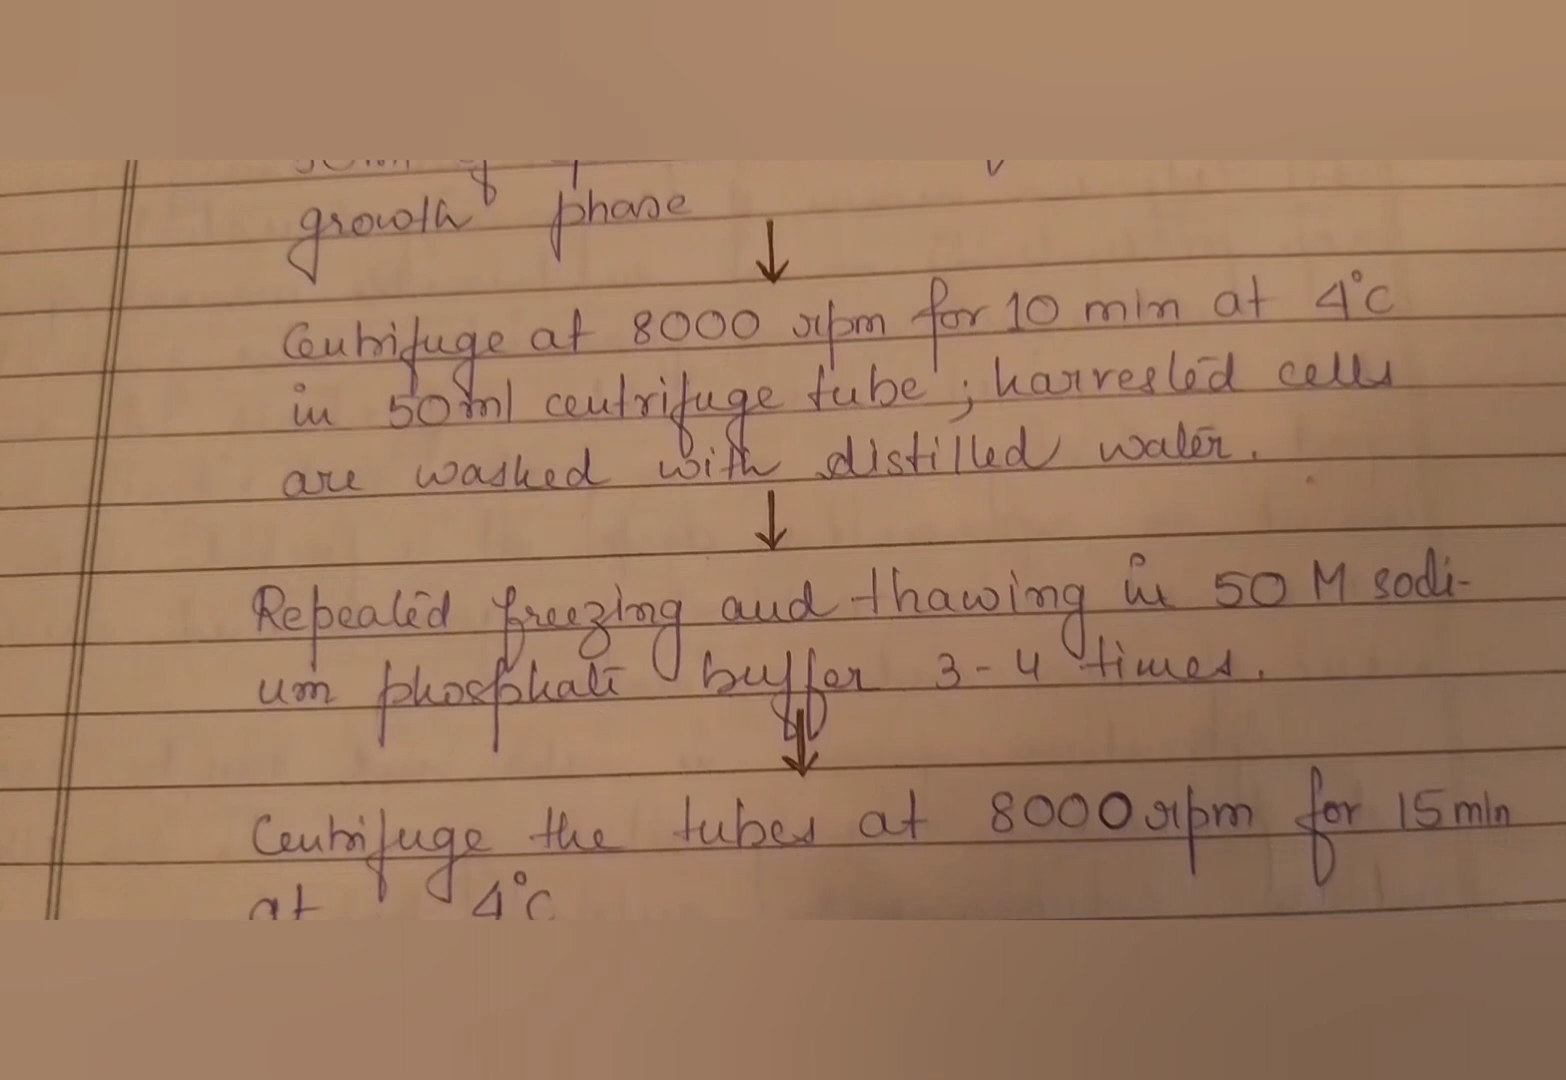 growth phase
↓
Centrifuge at 8000 rpm for 10 min at 4°C
in 50ml centrifuge tube ; harvested cells
are washed with distilled water.
↓
Repeated freezing and thawing in 50 M sodi-
um phosphate buffer 3-4 times.
↓
Centrifuge the tubes at 8000 rpm for 15 min
at 4°C